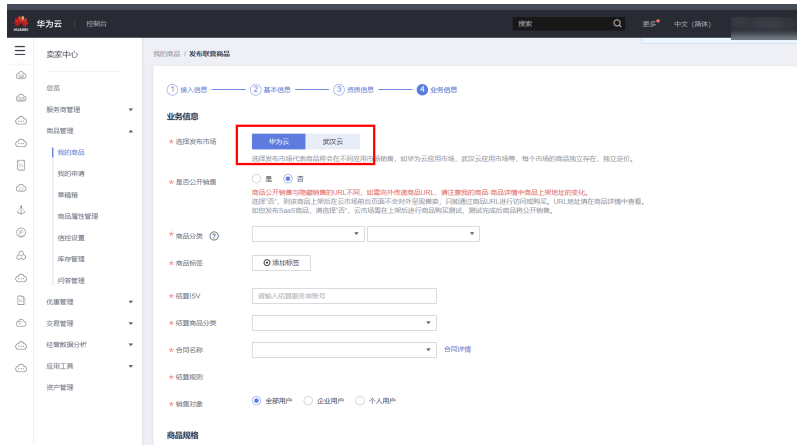 HUAWEI
华为云
控制台
搜索
更多
中文 (简体)
卖家中心
总览
服务商管理
商品管理
我的商品
我的申请
草稿箱
商品属性管理
信控设置
库存管理
问答管理
优惠管理
交易管理
经营数据分析
应用工具
资产管理
我的商品 / 发布联营商品
1 接入信息
2 基本信息
3 资质信息
4 业务信息
业务信息
* 选择发布市场
华为云
武汉云
选择发布市场代表商品将会在不同应用市场销售,如华为云应用市场,武汉云应用市场等,每个市场的商品独立存在,独立定价。
* 是否公开销售
是
否
商品公开销售与隐藏销售的URL不同,如需向外传递商品URL,请注意我的商品-商品详情中商品上架地址的变化。
选择"否",则该商品上架后在云市场前台页面不会对外呈现售卖,只能通过商品URL进行访问或购买。URL地址请在商品详情中查看。
如您发布SaaS商品,请选择"否",云市场需在上架后进行商品购买测试,测试完成后商品将公开销售。
* 商品分类 ?
* 商品标签
添加标签
* 结算ISV
请输入结算服务商账号
* 结算商品分类
* 合同名称
合同详情
* 结算规则
* 销售对象
全部用户
企业用户
个人用户
商品规格